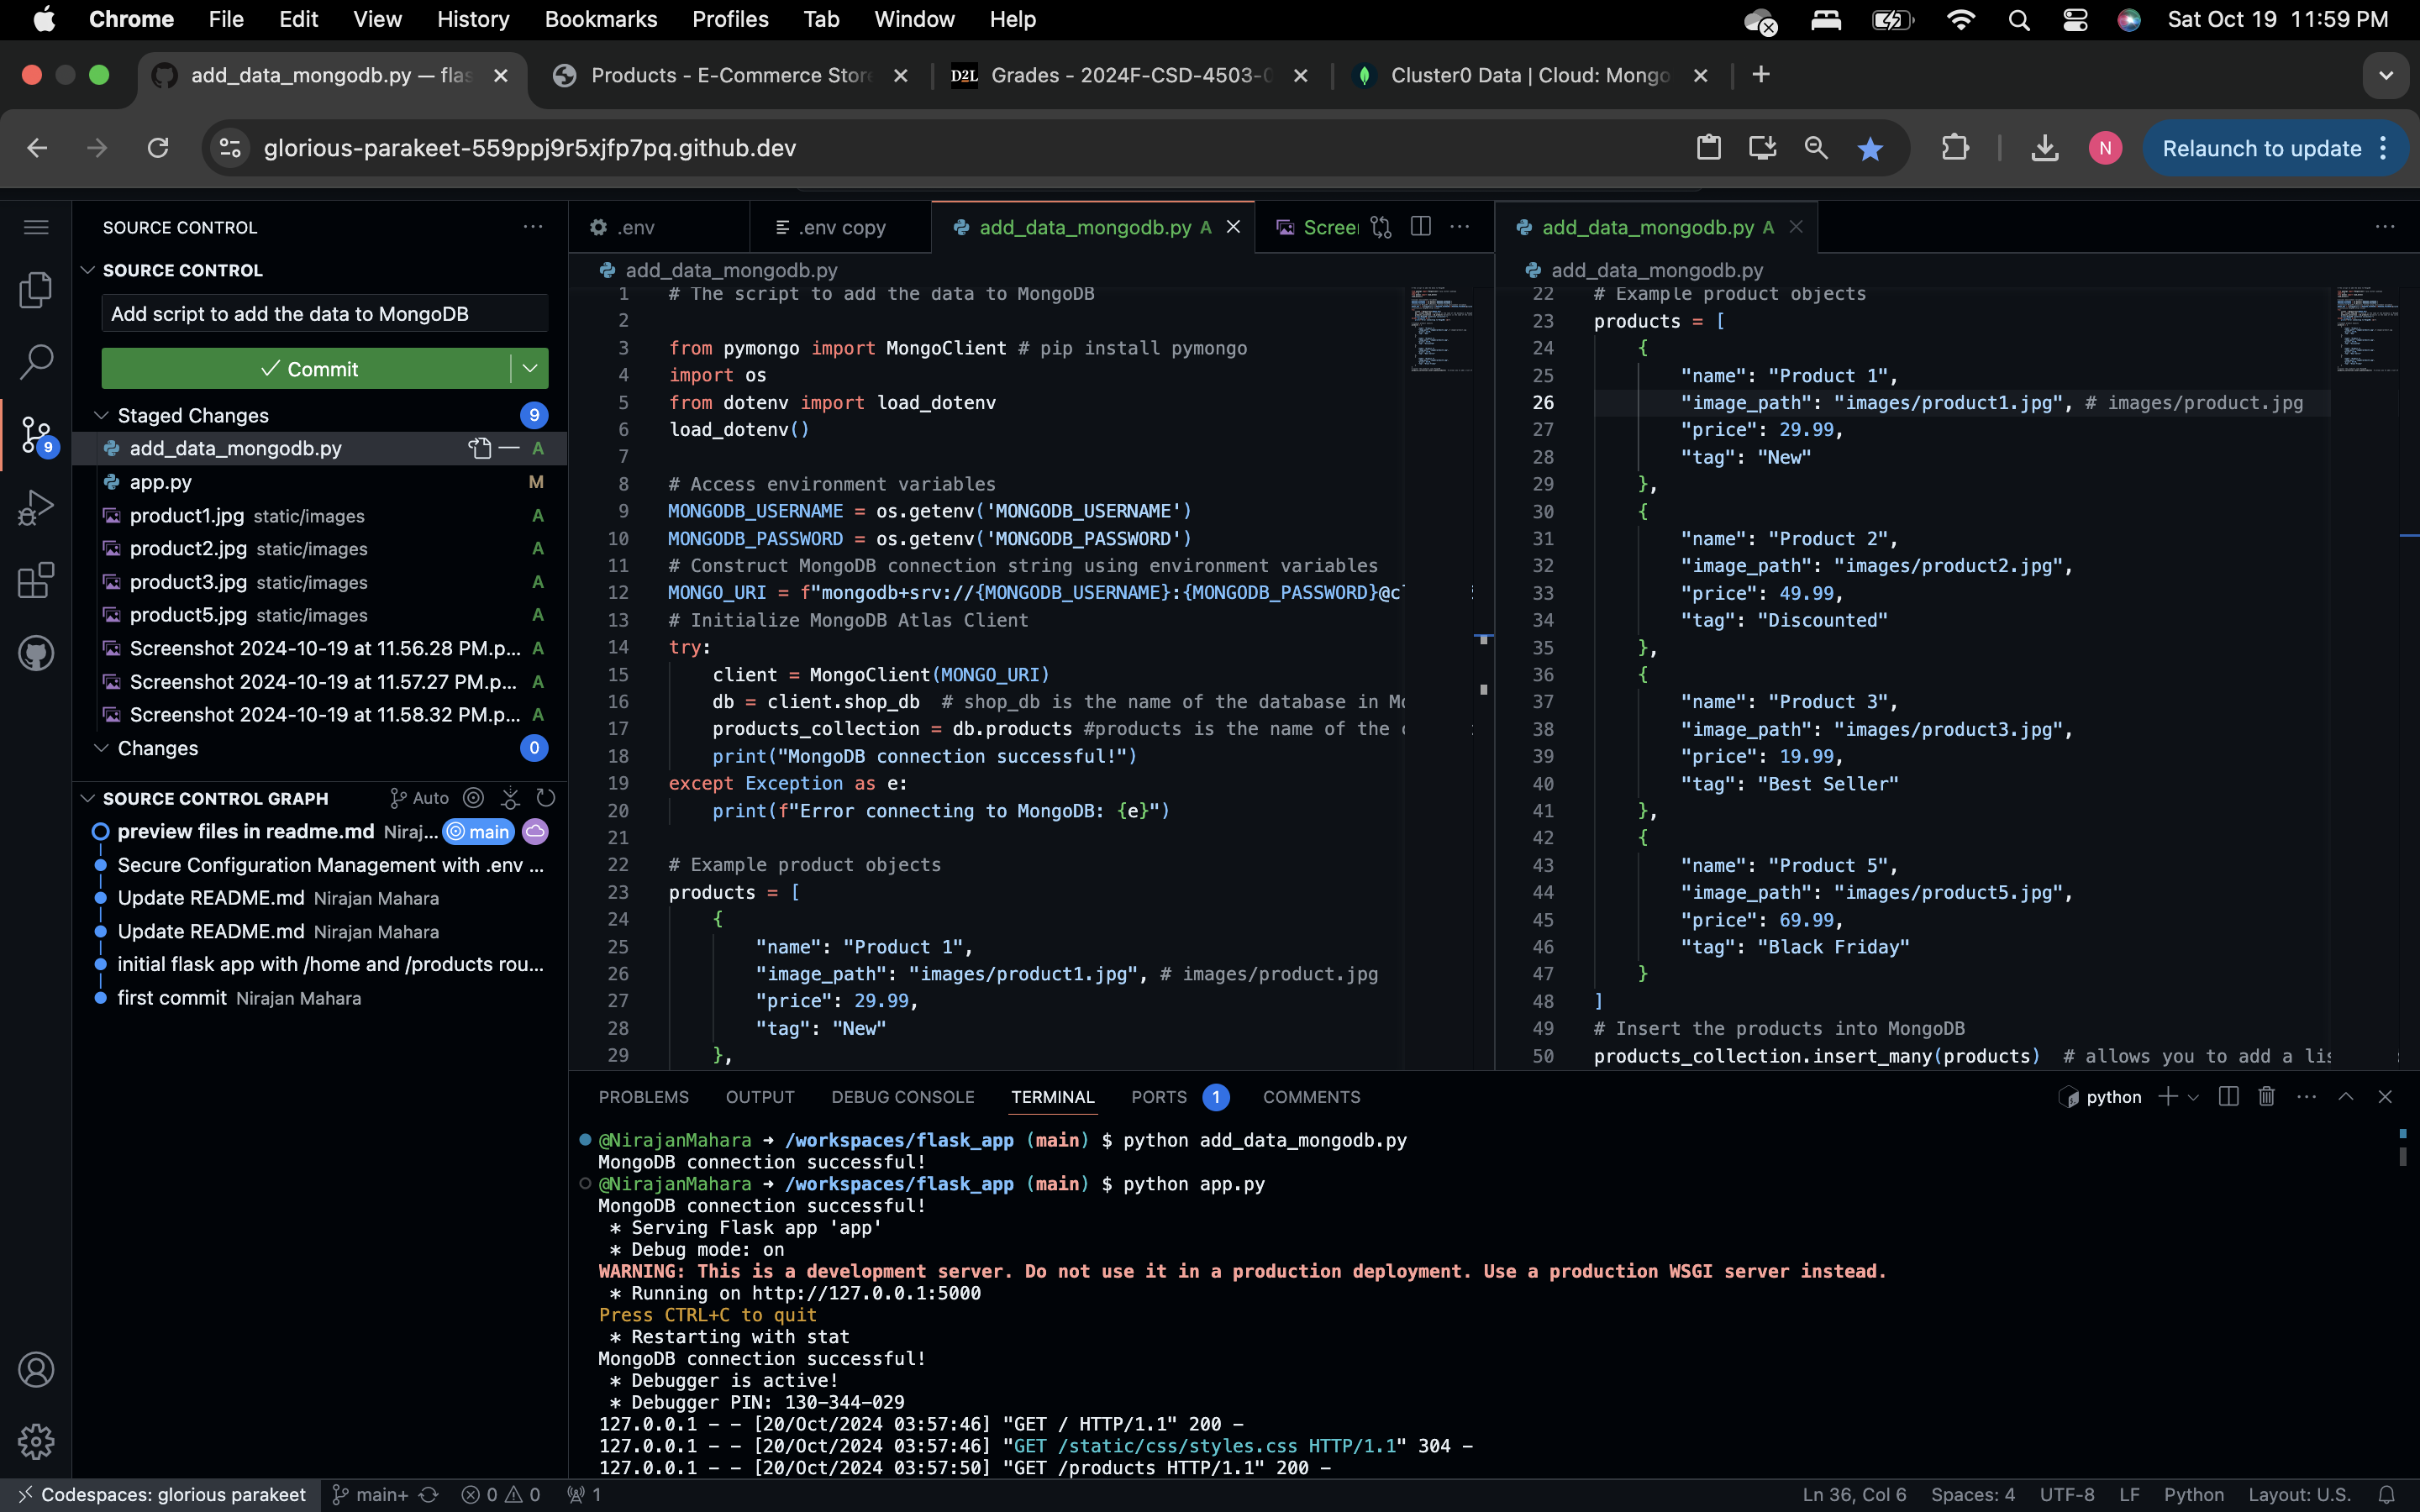 Chrome File Edit View History Bookmarks Profiles Tab Window Help Sat Oct 19 11:59 PM
add_data_mongodb.py — flas Products - E-Commerce Store D2L Grades - 2024F-CSD-4503- Cluster0 Data | Cloud: Mongo
glorious-parakeet-559ppj9r5xjfp7pq.github.dev N Relaunch to update
SOURCE CONTROL
SOURCE CONTROL
Add script to add the data to MongoDB
Commit
Staged Changes 9
9
add_data_mongodb.py A
app.py M
product1.jpg static/images A
product2.jpg static/images A
product3.jpg static/images A
product5.jpg static/images A
Screenshot 2024-10-19 at 11.56.28 PM.p... A
Screenshot 2024-10-19 at 11.57.27 PM.p... A
Screenshot 2024-10-19 at 11.58.32 PM.p... A
Changes 0
SOURCE CONTROL GRAPH Auto
preview files in readme.md Niraj... main
Secure Configuration Management with .env ...
Update README.md Nirajan Mahara
Update README.md Nirajan Mahara
initial flask app with /home and /products rou...
first commit Nirajan Mahara
.env .env copy add_data_mongodb.py A Scree
add_data_mongodb.py
1 # The script to add the data to MongoDB
2
3 from pymongo import MongoClient # pip install pymongo
4 import os
5 from dotenv import load_dotenv
6 load_dotenv()
7
8 # Access environment variables
9 MONGODB_USERNAME = os.getenv('MONGODB_USERNAME')
10 MONGODB_PASSWORD = os.getenv('MONGODB_PASSWORD')
11 # Construct MongoDB connection string using environment variables
12 MONGO_URI = f"mongodb+srv://{MONGODB_USERNAME}:{MONGODB_PASSWORD}@c
13 # Initialize MongoDB Atlas Client
14 try:
15 client = MongoClient(MONGO_URI)
16 db = client.shop_db # shop_db is the name of the database in Mo
17 products_collection = db.products #products is the name of the
18 print("MongoDB connection successful!")
19 except Exception as e:
20 print(f"Error connecting to MongoDB: {e}")
21
22 # Example product objects
23 products = [
24 {
25 "name": "Product 1",
26 "image_path": "images/product1.jpg", # images/product.jpg
27 "price": 29.99,
28 "tag": "New"
29 },
add_data_mongodb.py A
add_data_mongodb.py
22 # Example product objects
23 products = [
24 {
25 "name": "Product 1",
26 "image_path": "images/product1.jpg", # images/product.jpg
27 "price": 29.99,
28 "tag": "New"
29 },
30 {
31 "name": "Product 2",
32 "image_path": "images/product2.jpg",
33 "price": 49.99,
34 "tag": "Discounted"
35 },
36 {
37 "name": "Product 3",
38 "image_path": "images/product3.jpg",
39 "price": 19.99,
40 "tag": "Best Seller"
41 },
42 {
43 "name": "Product 5",
44 "image_path": "images/product5.jpg",
45 "price": 69.99,
46 "tag": "Black Friday"
47 }
48 ]
49 # Insert the products into MongoDB
50 products_collection.insert_many(products) # allows you to add a lis
PROBLEMS OUTPUT DEBUG CONSOLE TERMINAL PORTS 1 COMMENTS python
@NirajanMahara → /workspaces/flask_app (main) $ python add_data_mongodb.py
MongoDB connection successful!
@NirajanMahara → /workspaces/flask_app (main) $ python app.py
MongoDB connection successful!
* Serving Flask app 'app'
* Debug mode: on
WARNING: This is a development server. Do not use it in a production deployment. Use a production WSGI server instead.
* Running on http://127.0.0.1:5000
Press CTRL+C to quit
* Restarting with stat
MongoDB connection successful!
* Debugger is active!
* Debugger PIN: 130-344-029
127.0.0.1 - - [20/Oct/2024 03:57:46] "GET / HTTP/1.1" 200 -
127.0.0.1 - - [20/Oct/2024 03:57:46] "GET /static/css/styles.css HTTP/1.1" 304 -
127.0.0.1 - - [20/Oct/2024 03:57:50] "GET /products HTTP/1.1" 200 -
Codespaces: glorious parakeet main+ 0 0 1 Ln 36, Col 6 Spaces: 4 UTF-8 LF Python Layout: U.S.